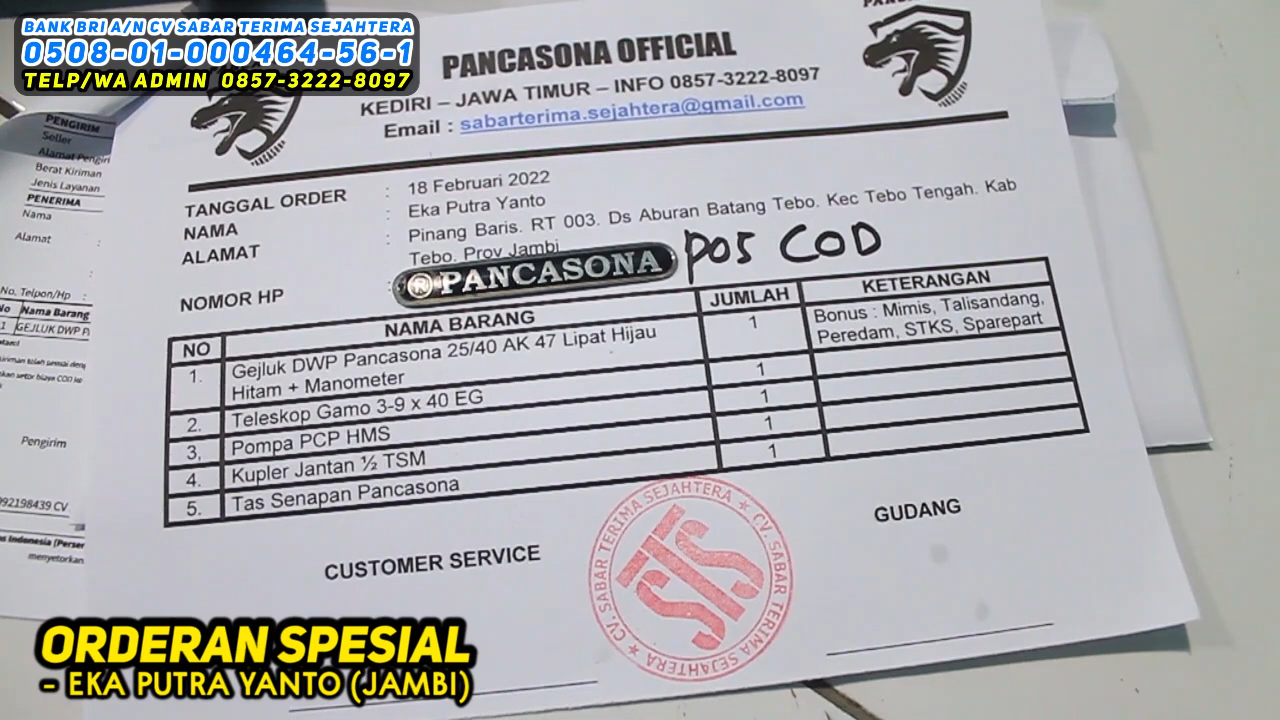 BANK BRI A/N CV SABAR TERIMA SEJAHTERA
0508-01-000464-56-1
TELP/WA ADMIN 0857-3222-8097
PANCASONA OFFICIAL
KEDIRI – JAWA TIMUR – INFO 0857-3222-8097
Email : sabarterima.sejahtera@gmail.com
PENGIRIM
Seller
Alamat Pengiri
Berat Kiriman
Jenis Layanan
PENERIMA
Nama
Alamat :
No, Telpon/Hp :
No Nama Barang
1 GEJLUK DWP P
Pengirim
092198439 CV
os Indonesia (Perser
menyetorkan
TANGGAL ORDER : 18 Februari 2022
NAMA : Eka Putra Yanto
ALAMAT : Pinang Baris. RT 003. Ds Aburan Batang Tebo. Kec Tebo Tengah. Kab
Tebo. Prov Jambi
NOMOR HP :
® PANCASONA
POS COD
NO NAMA BARANG JUMLAH KETERANGAN
1. Gejluk DWP Pancasona 25/40 AK 47 Lipat Hijau 1 Bonus : Mimis, Talisandang,
Hitam + Manometer Peredam, STKS, Sparepart
2. Teleskop Gamo 3-9 x 40 EG 1
3, Pompa PCP HMS 1
4. Kupler Jantan ½ TSM 1
5. Tas Senapan Pancasona 1
CUSTOMER SERVICE
GUDANG
CV. SABAR TERIMA SEJAHTERA ★ CV. SABAR TERIMA SEJAHTERA ★
STS
ORDERAN SPESIAL
- EKA PUTRA YANTO (JAMBI)